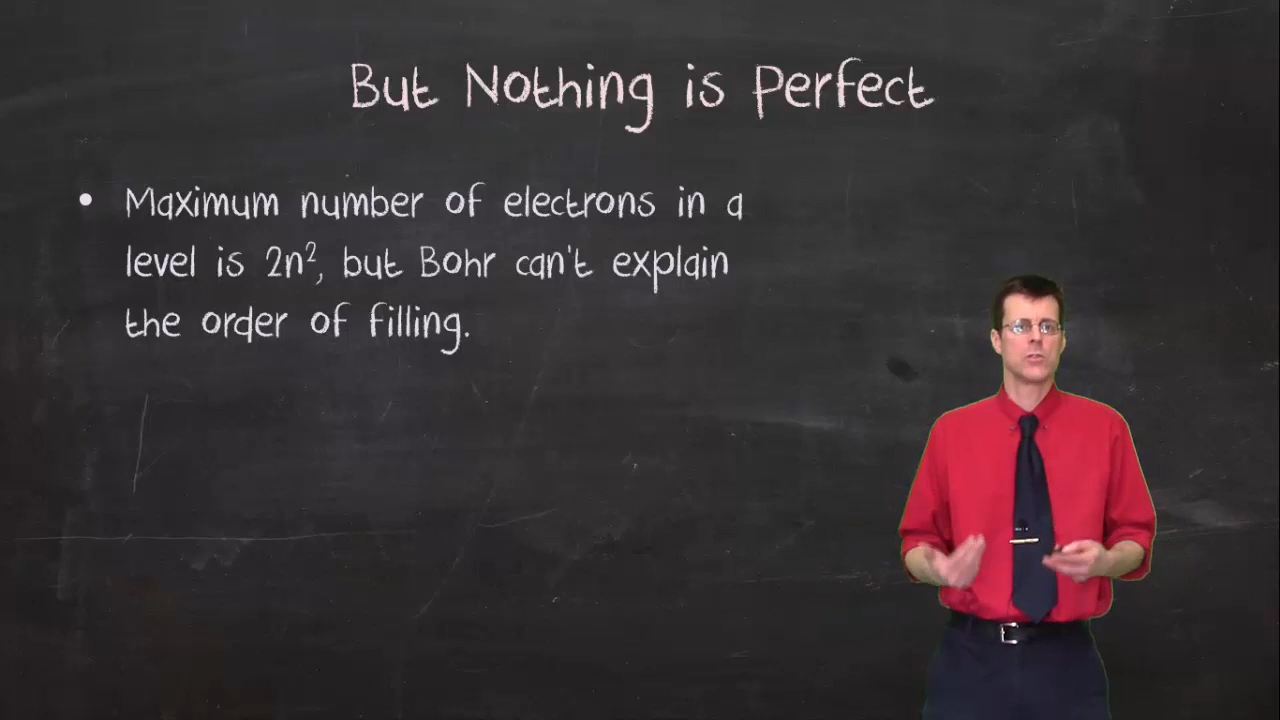 But Nothing is Perfect
• Maximum number of electrons in a
level is 2n², but Bohr can't explain
the order of filling.